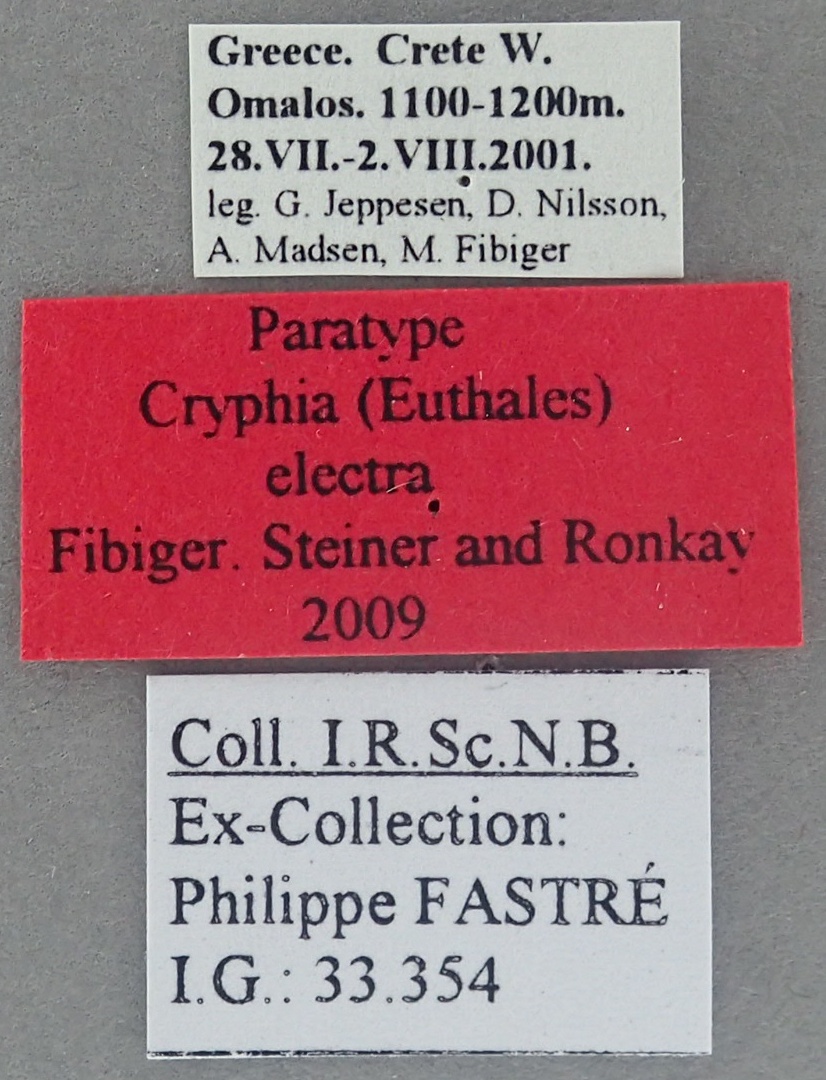 Greece. Crete W.
Omalos. 1100-1200m.
28.VII.-2.VIII.2001.
leg. G. Jeppesen, D. Nilsson,
A. Madsen, M. Fibiger
Paratype
Cryphia (Euthales)
electra
Fibiger. Steiner and Ronkay
2009
Coll. I.R.Sc.N.B.
Ex-Collection:
Philippe FASTRÉ
I.G.: 33.354